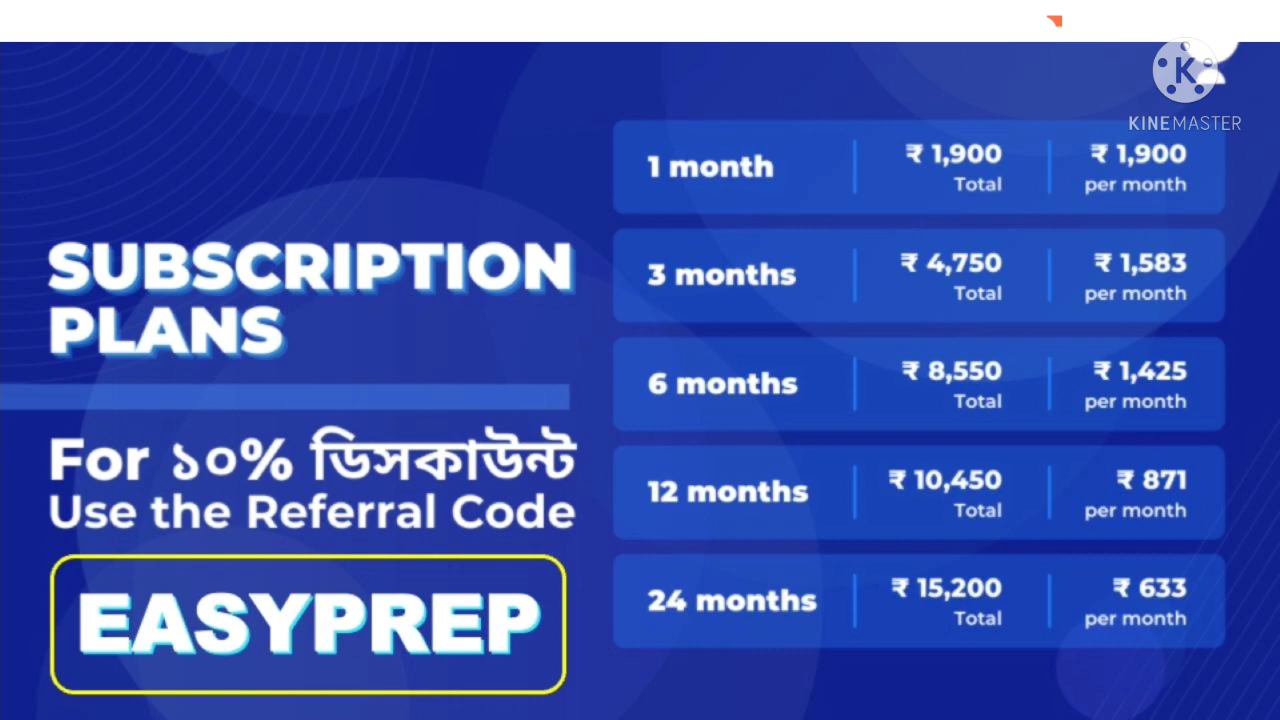 KINEMASTER
SUBSCRIPTION
PLANS
For ১০% ডিসকাউন্ট
Use the Referral Code
EASYPREP
1 month ₹ 1,900 ₹ 1,900
Total per month
3 months ₹ 4,750 ₹ 1,583
Total per month
6 months ₹ 8,550 ₹ 1,425
Total per month
12 months ₹ 10,450 ₹ 871
Total per month
24 months ₹ 15,200 ₹ 633
Total per month